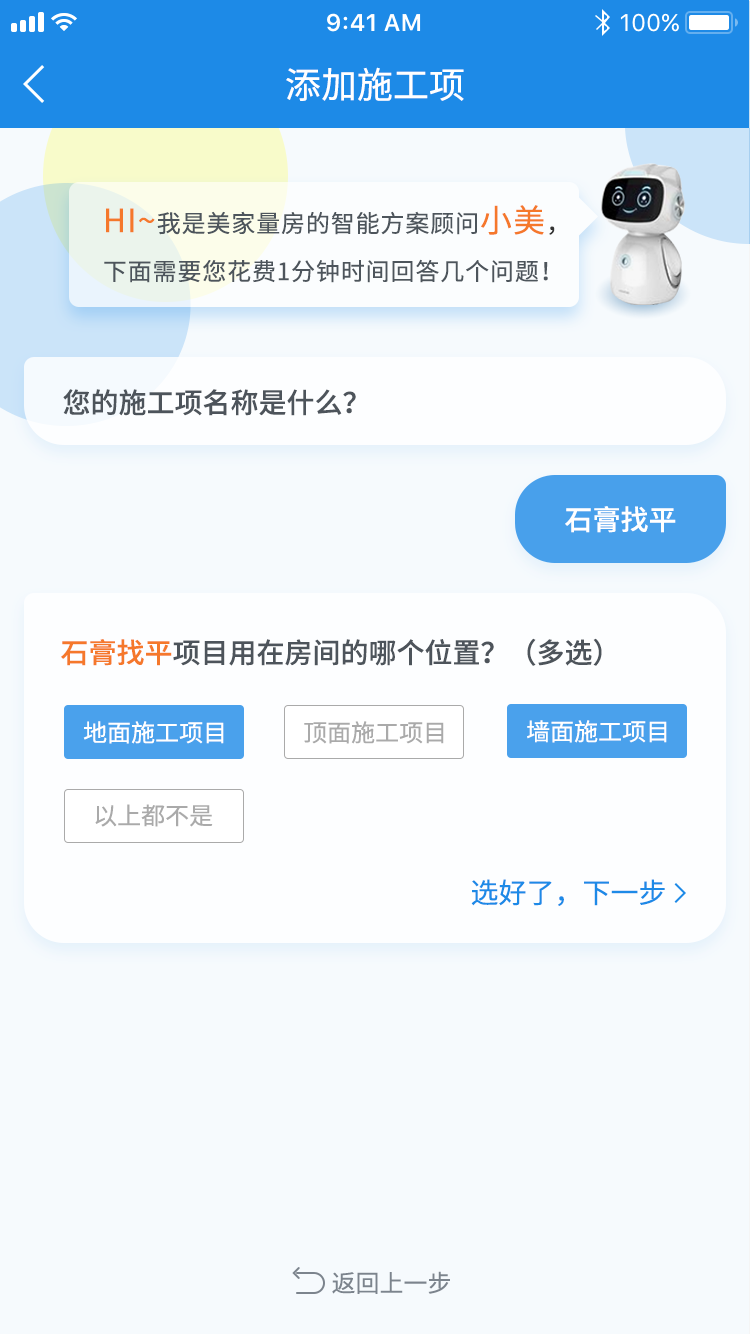 9:41 AM 100%
添加施工项
HI~我是美家量房的智能方案顾问小美，
下面需要您花费1分钟时间回答几个问题！
您的施工项名称是什么？
石膏找平
石膏找平项目用在房间的哪个位置？（多选）
地面施工项目 顶面施工项目 墙面施工项目
以上都不是
选好了，下一步
返回上一步